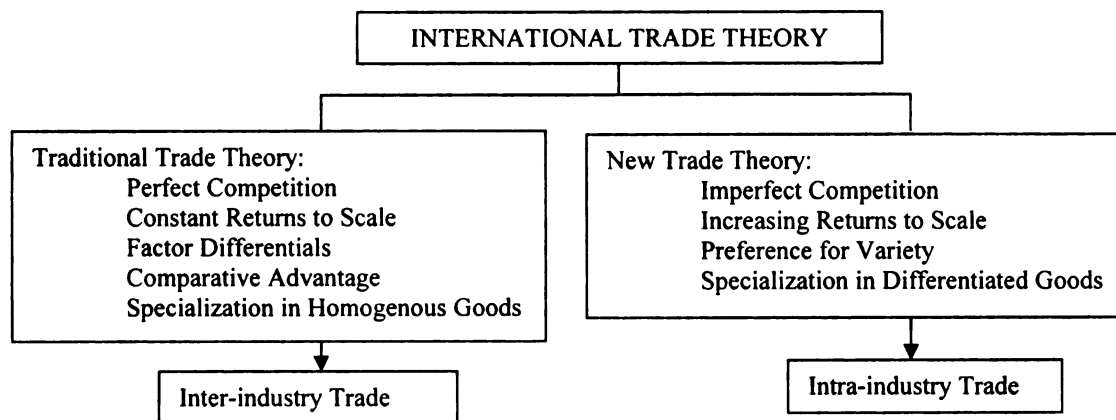 INTERNATIONAL TRADE THEORY
Traditional Trade Theory:
Perfect Competition
Constant Returns to Scale
Factor Differentials
Comparative Advantage
Specialization in Homogenous Goods
Inter-industry Trade
New Trade Theory:
Imperfect Competition
Increasing Returns to Scale
Preference for Variety
Specialization in Differentiated Goods
Intra-industry Trade